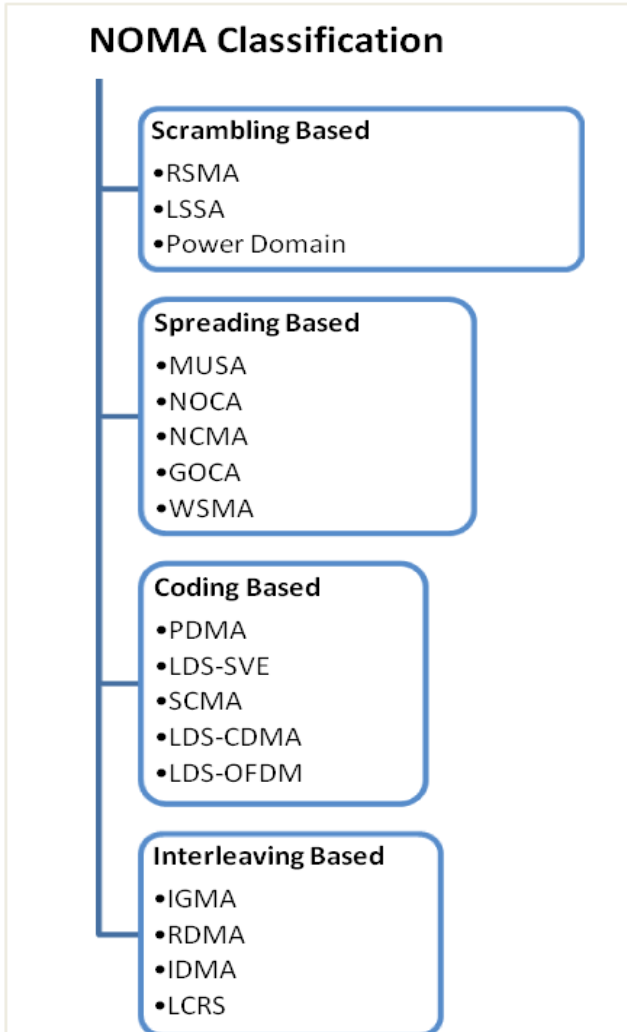 NOMA Classification
Scrambling Based
•RSMA
•LSSA
•Power Domain
Spreading Based
•MUSA
•NOCA
•NCMA
•GOCA
•WSMA
Coding Based
•PDMA
•LDS-SVE
•SCMA
•LDS-CDMA
•LDS-OFDM
Interleaving Based
•IGMA
•RDMA
•IDMA
•LCRS